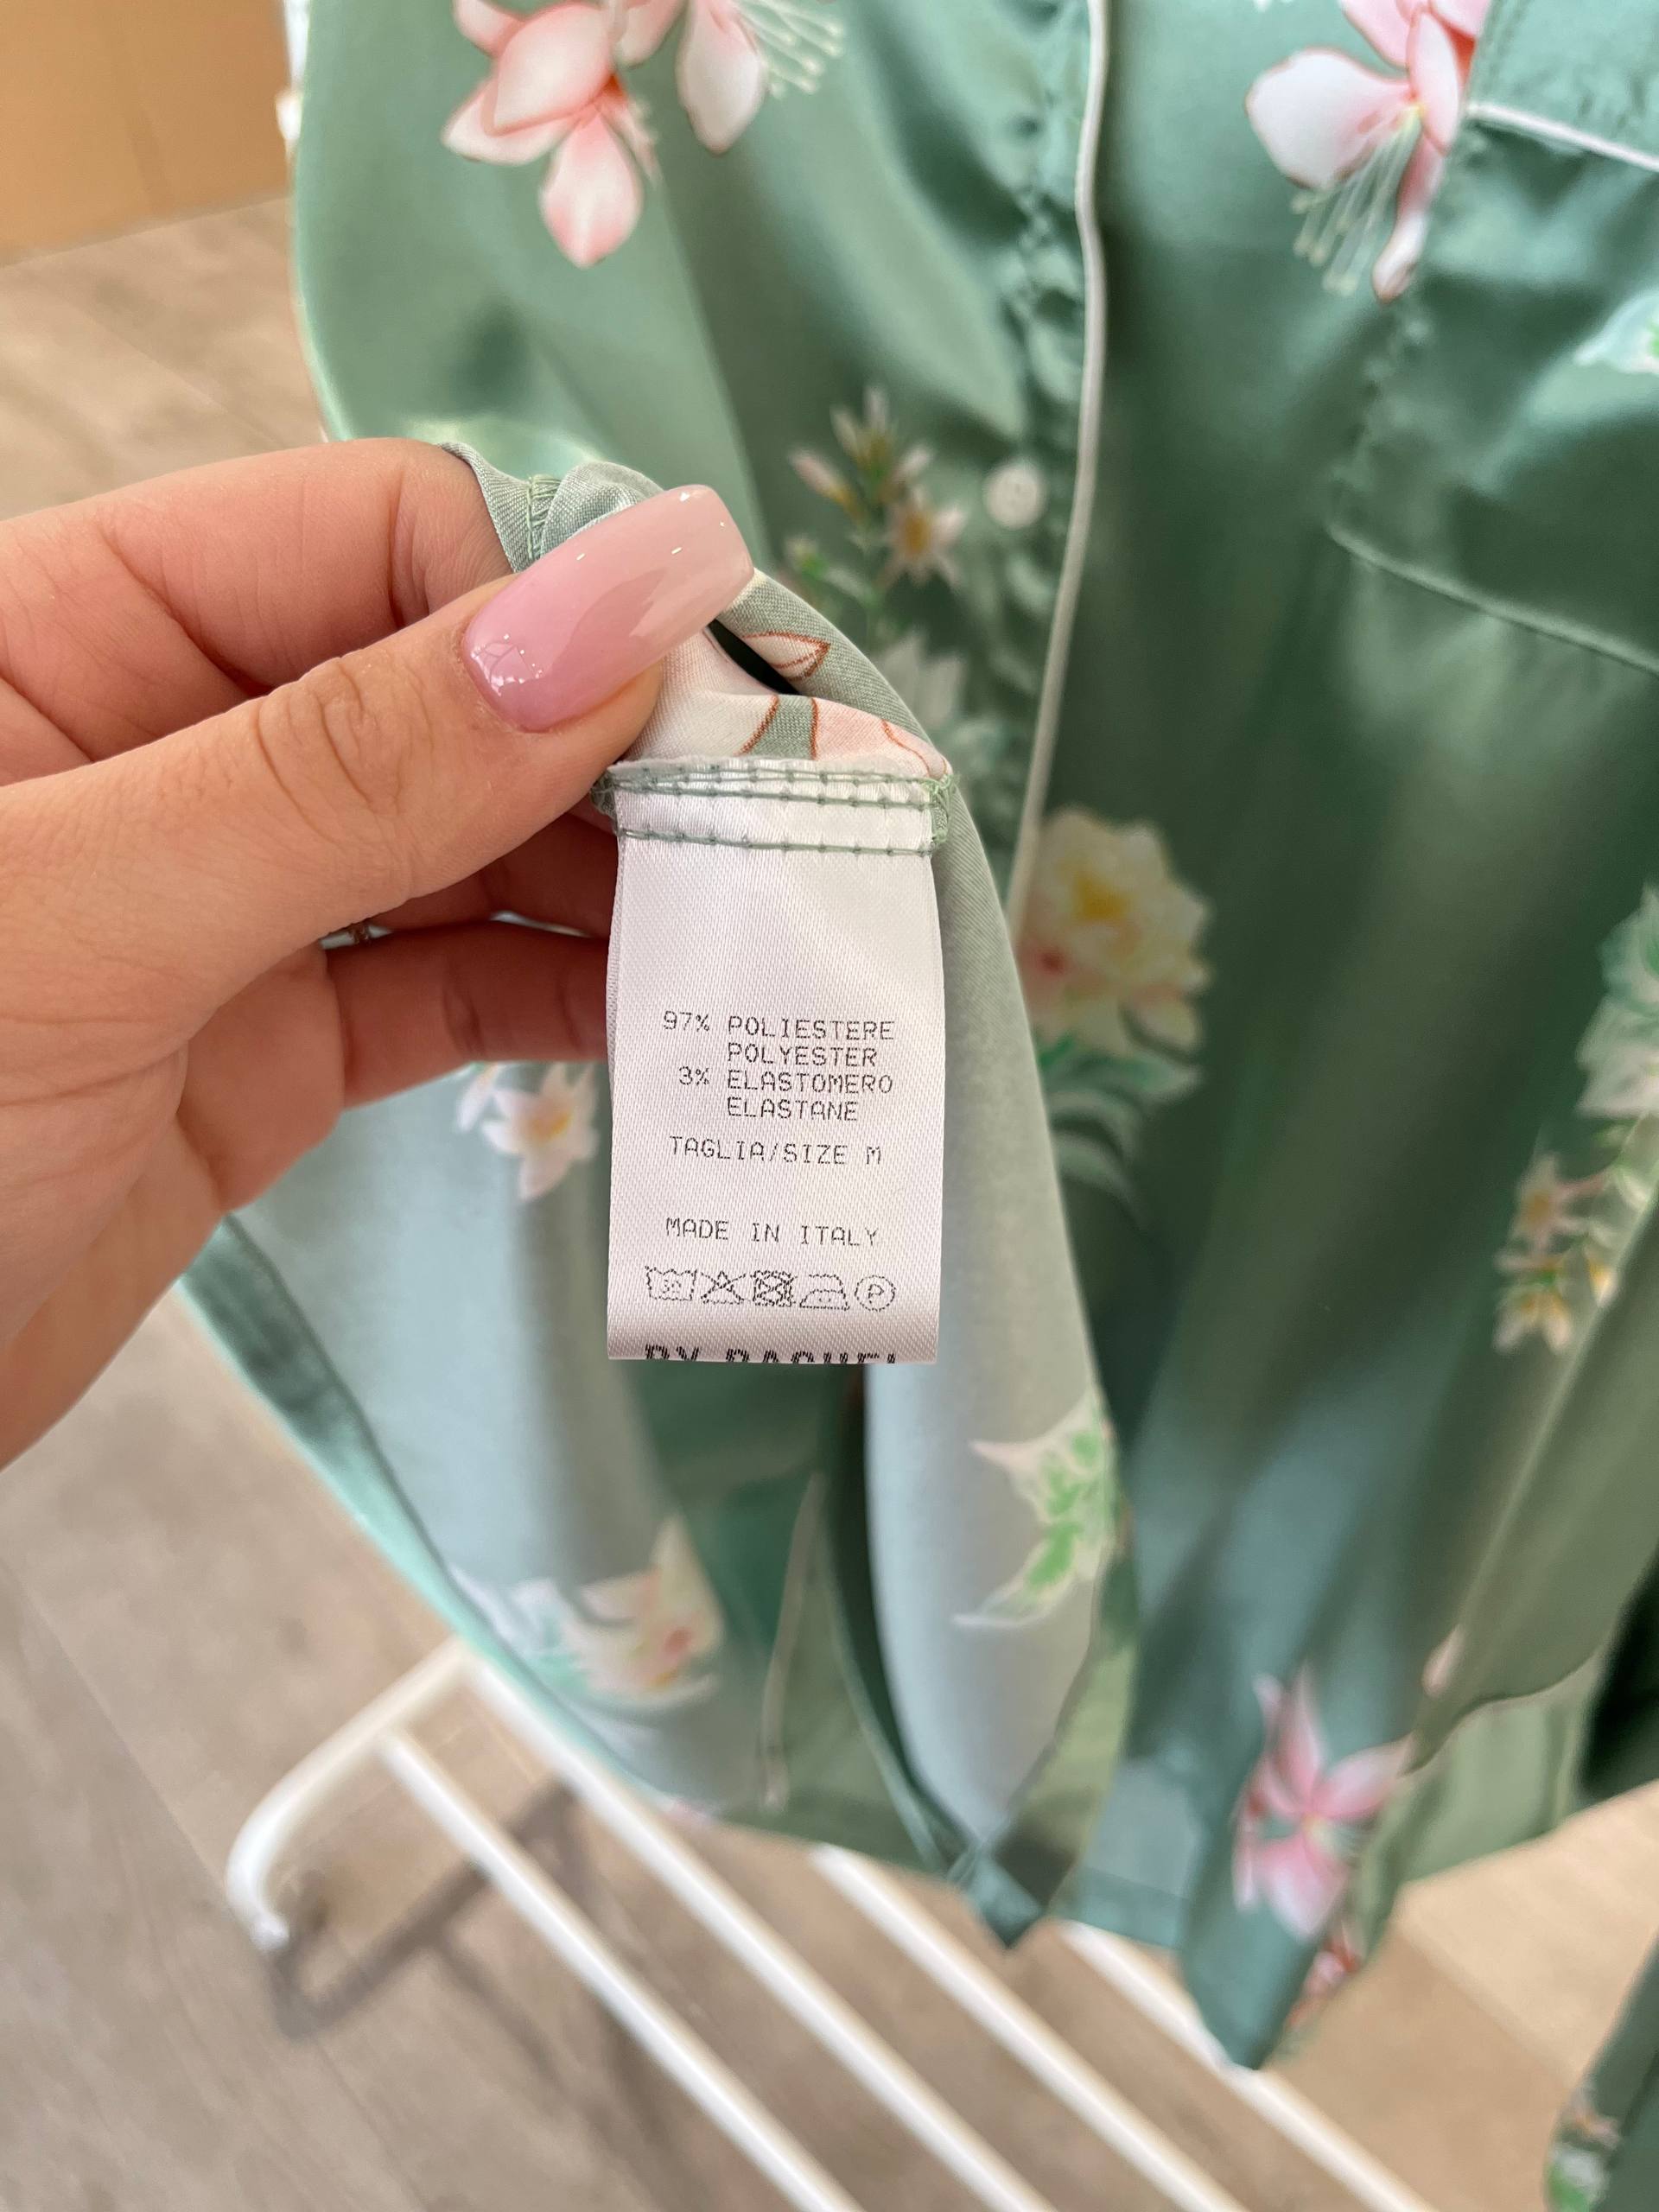 97% POLIESTERE
POLYESTER
3% ELASTOMERO
ELASTANE
TAGLIA/SIZE M
MADE IN ITALY
P